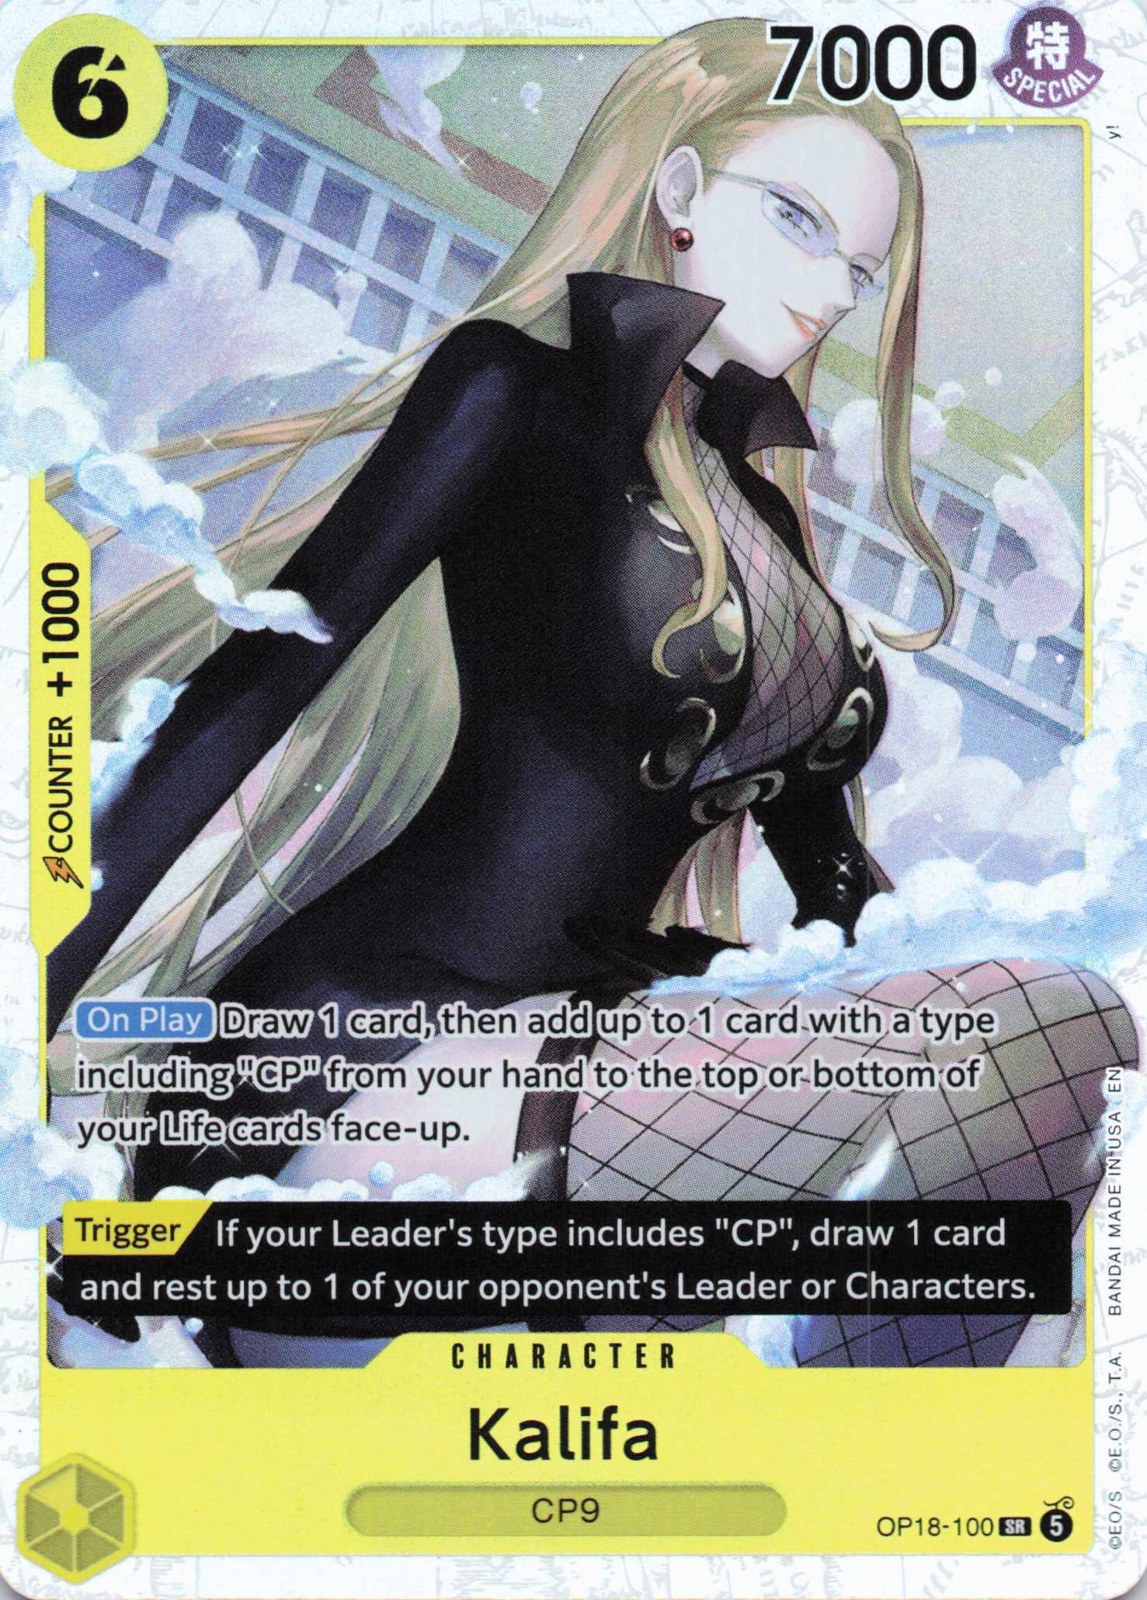 6
7000
特
SPECIAL
y!
COUNTER +1000
On Play Draw 1 card, then add up to 1 card with a type
including "CP" from your hand to the top or bottom of
your Life cards face-up.
Trigger If your Leader's type includes "CP", draw 1 card
and rest up to 1 of your opponent's Leader or Characters.
CHARACTER
Kalifa
CP9
OP18-100 SR 5
©EO/S ©E.O./S., T.A. BANDAI MADE IN USA EN